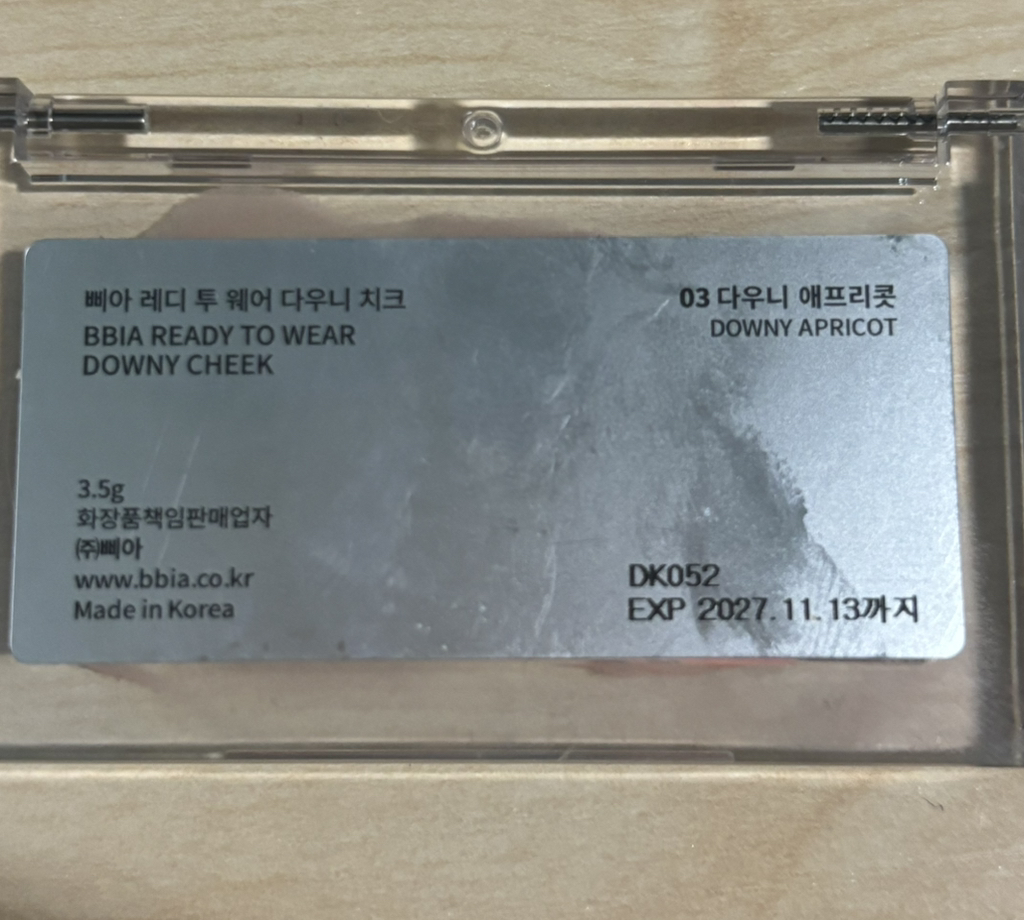 삐아 레디 투 웨어 다우니 치크
BBIA READY TO WEAR
DOWNY CHEEK
03 다우니 애프리콧
DOWNY APRICOT
3.5g
화장품책임판매업자
㈜삐아
www.bbia.co.kr
Made in Korea
DK052
EXP 2027.11.13까지